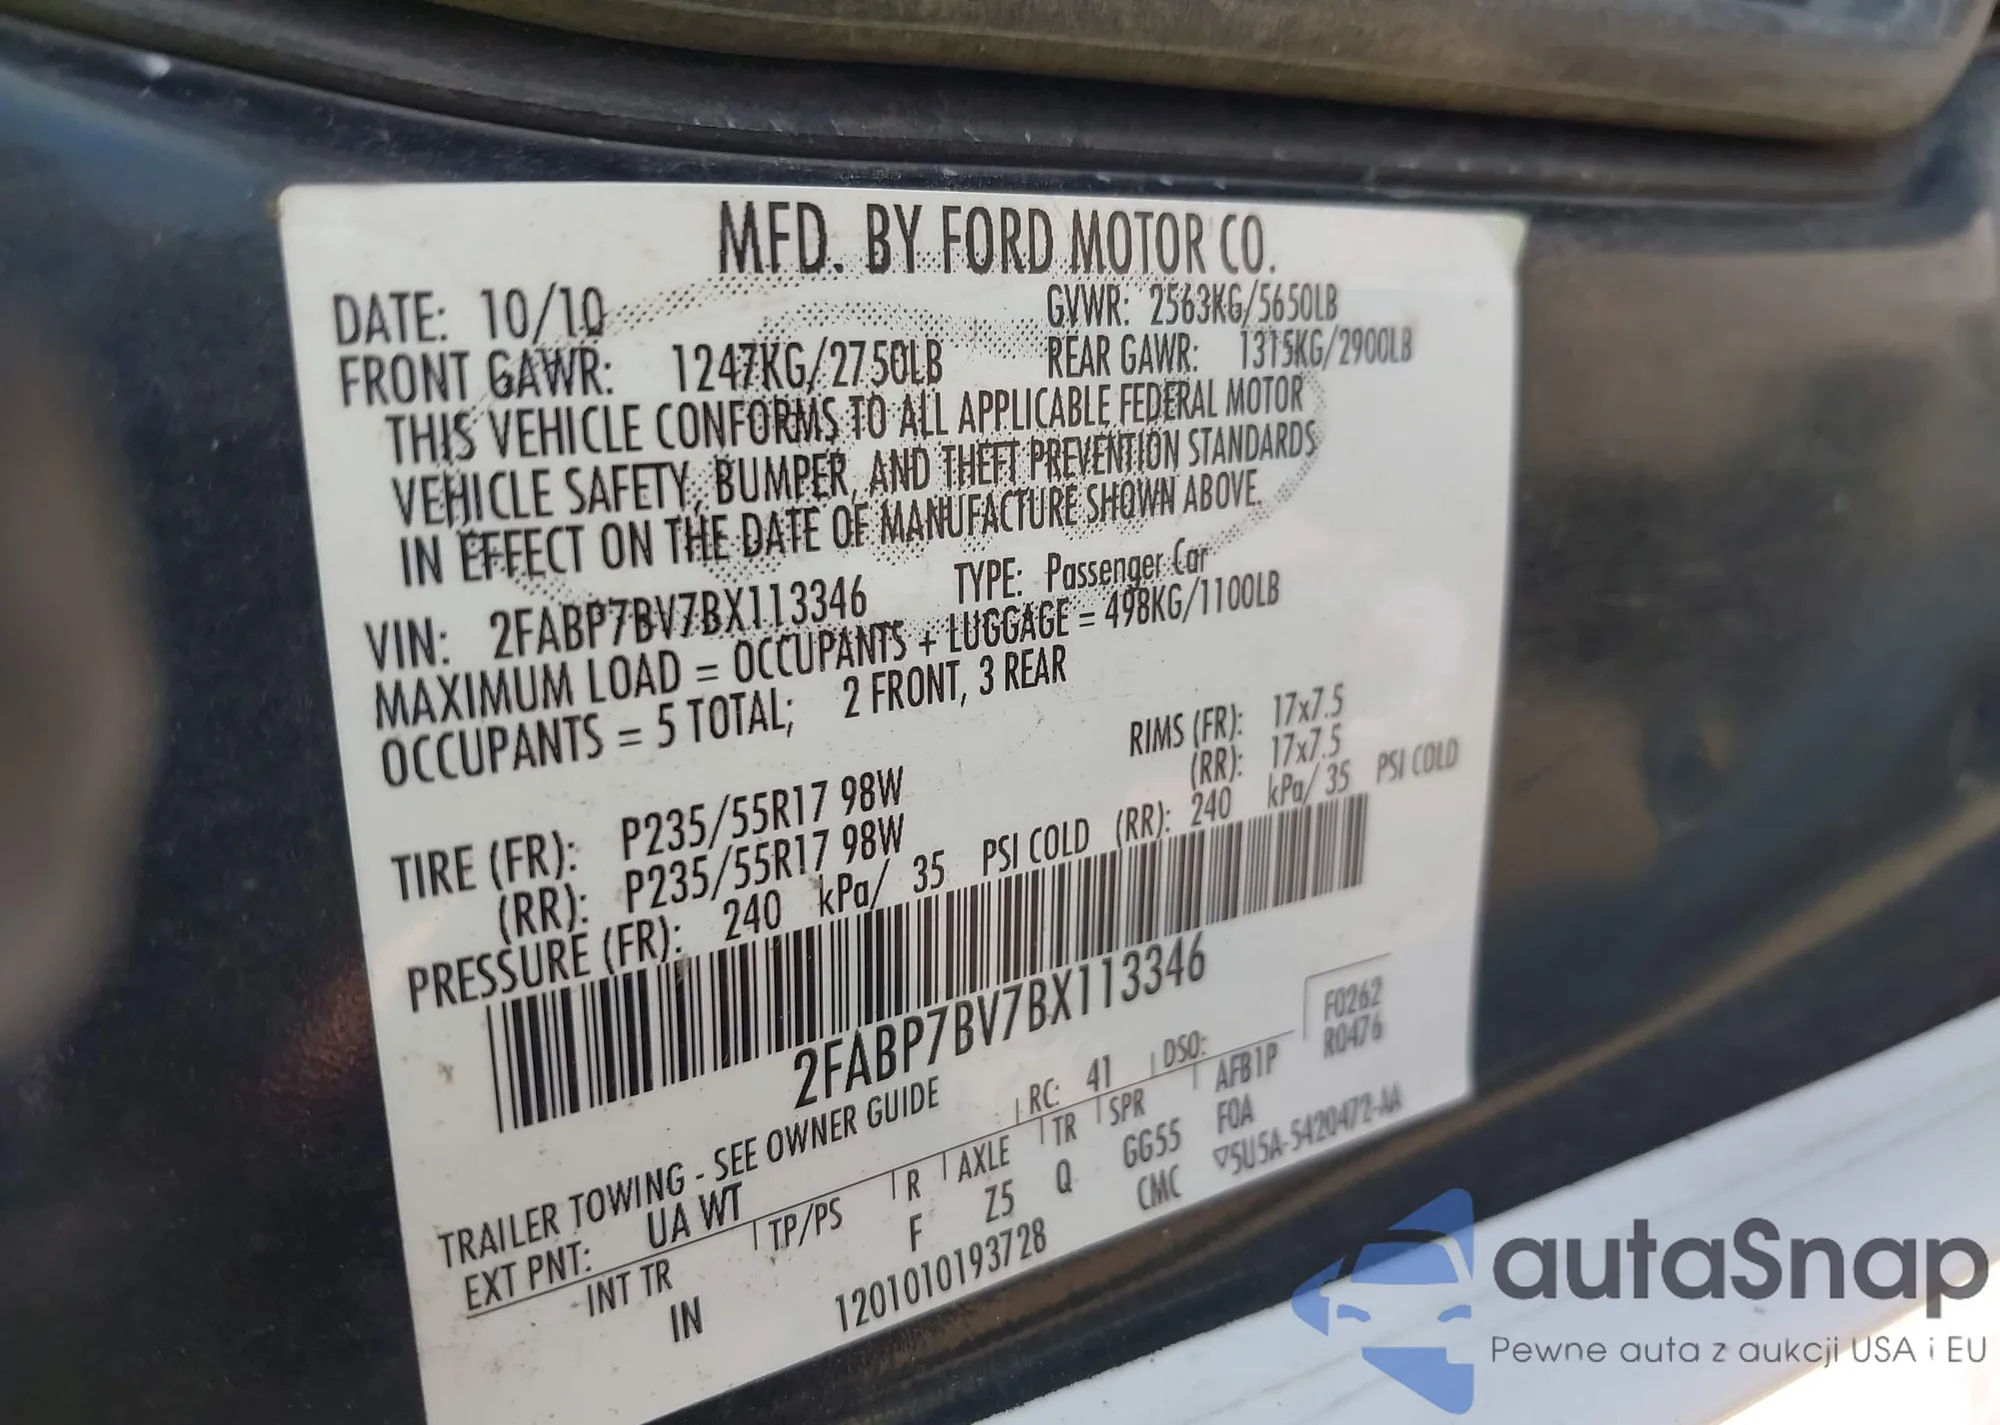 MFD. BY FORD MOTOR CO.
DATE: 10/10 GVWR: 2563KG/5650LB
FRONT GAWR: 1247KG/2750LB REAR GAWR: 1315KG/2900LB
THIS VEHICLE CONFORMS TO ALL APPLICABLE FEDERAL MOTOR
VEHICLE SAFETY, BUMPER, AND THEFT PREVENTION STANDARDS
IN EFFECT ON THE DATE OF MANUFACTURE SHOWN ABOVE.
VIN: 2FABP7BV7BX113346 TYPE: Passenger Car
MAXIMUM LOAD = OCCUPANTS + LUGGAGE = 498KG/1100LB
OCCUPANTS = 5 TOTAL; 2 FRONT, 3 REAR
RIMS (FR): 17x7.5
TIRE (FR): P235/55R17 98W (RR): 17x7.5
(RR): P235/55R17 98W
PRESSURE (FR): 240 kPa/ 35 PSI COLD (RR): 240 kPa/ 35 PSI COLD
2FABP7BV7BX113346
F0262
R0476
TRAILER TOWING - SEE OWNER GUIDE
EXT PNT: UA WT RC: 41 DSO:
INT TR TP/PS R AXLE TR SPR AFB1P
IN F Z5 Q GG55 FOA
1201010193728 CMC ▽5U5A-5420472-AA
autaSnap
Pewne auta z aukcji USA i EU